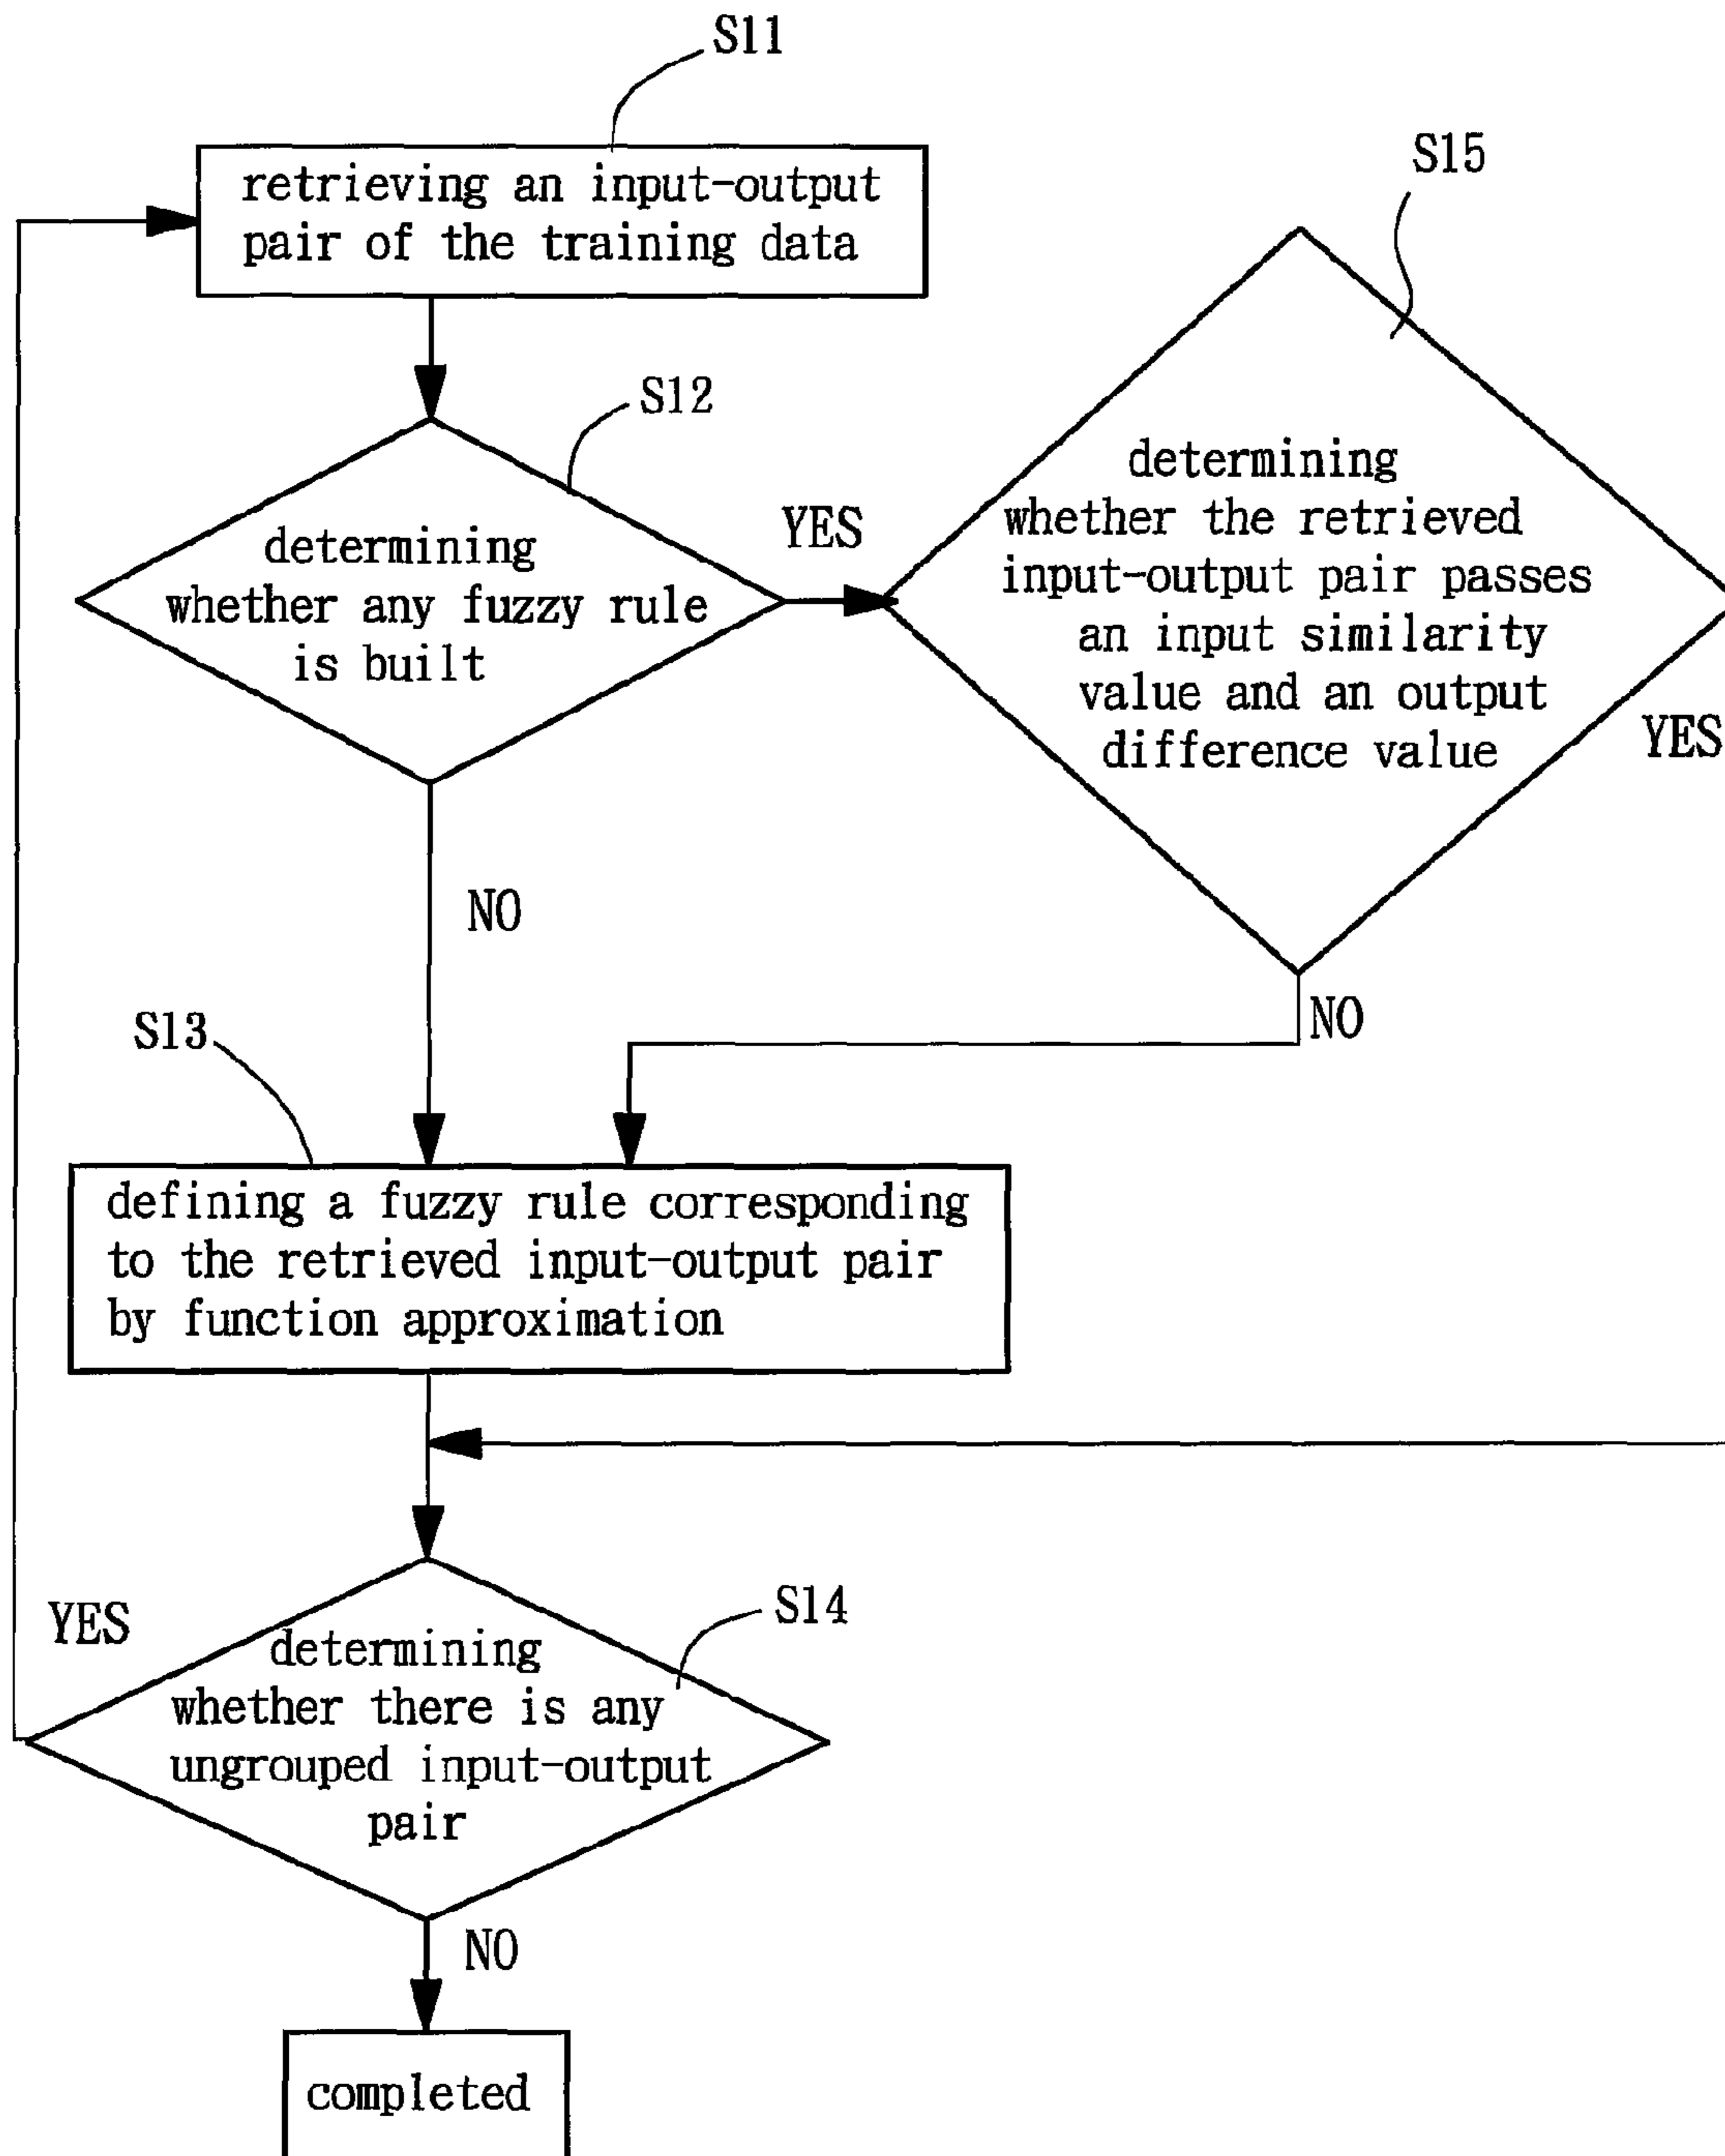 S11
retrieving an input-output
pair of the training data
S15
S12
determining
whether any fuzzy rule
is built
YES
determining
whether the retrieved
input-output pair passes
an input similarity
value and an output
difference value
YES
NO
NO
S13
defining a fuzzy rule corresponding
to the retrieved input-output pair
by function approximation
S14
YES
determining
whether there is any
ungrouped input-output
pair
NO
completed